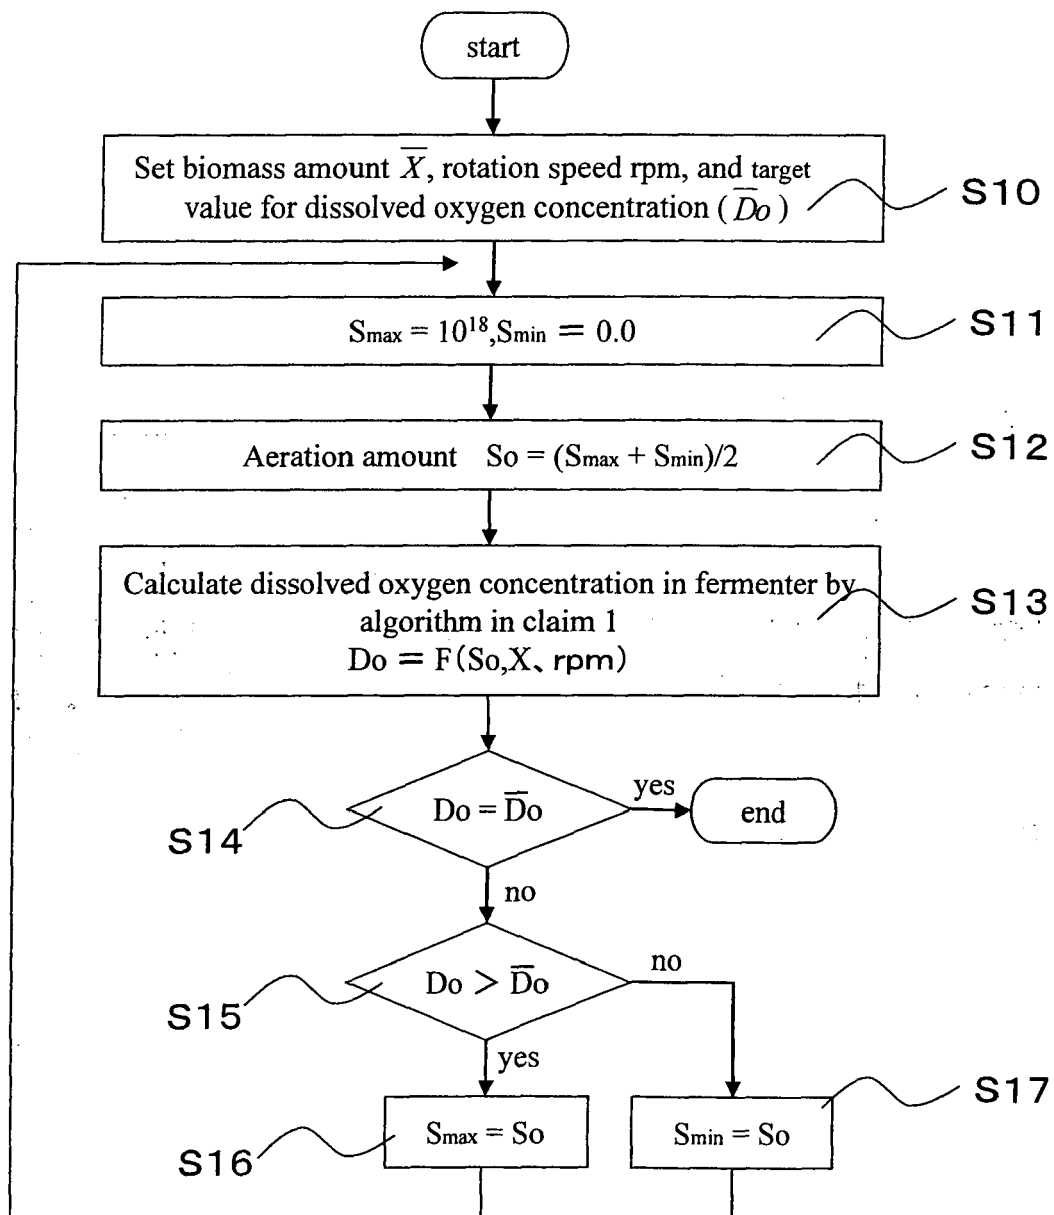 start
Set biomass amount X̅, rotation speed rpm, and target
value for dissolved oxygen concentration (D̅o)
S10
Smax = 10¹⁸,Smin = 0.0
S11
Aeration amount So = (Smax + Smin)/2
S12
Calculate dissolved oxygen concentration in fermenter by
algorithm in claim 1
Do = F(So,X、rpm)
S13
Do = D̅o
yes
end
S14
no
Do > D̅o
no
S15
yes
S17
Smax = So
Smin = So
S16